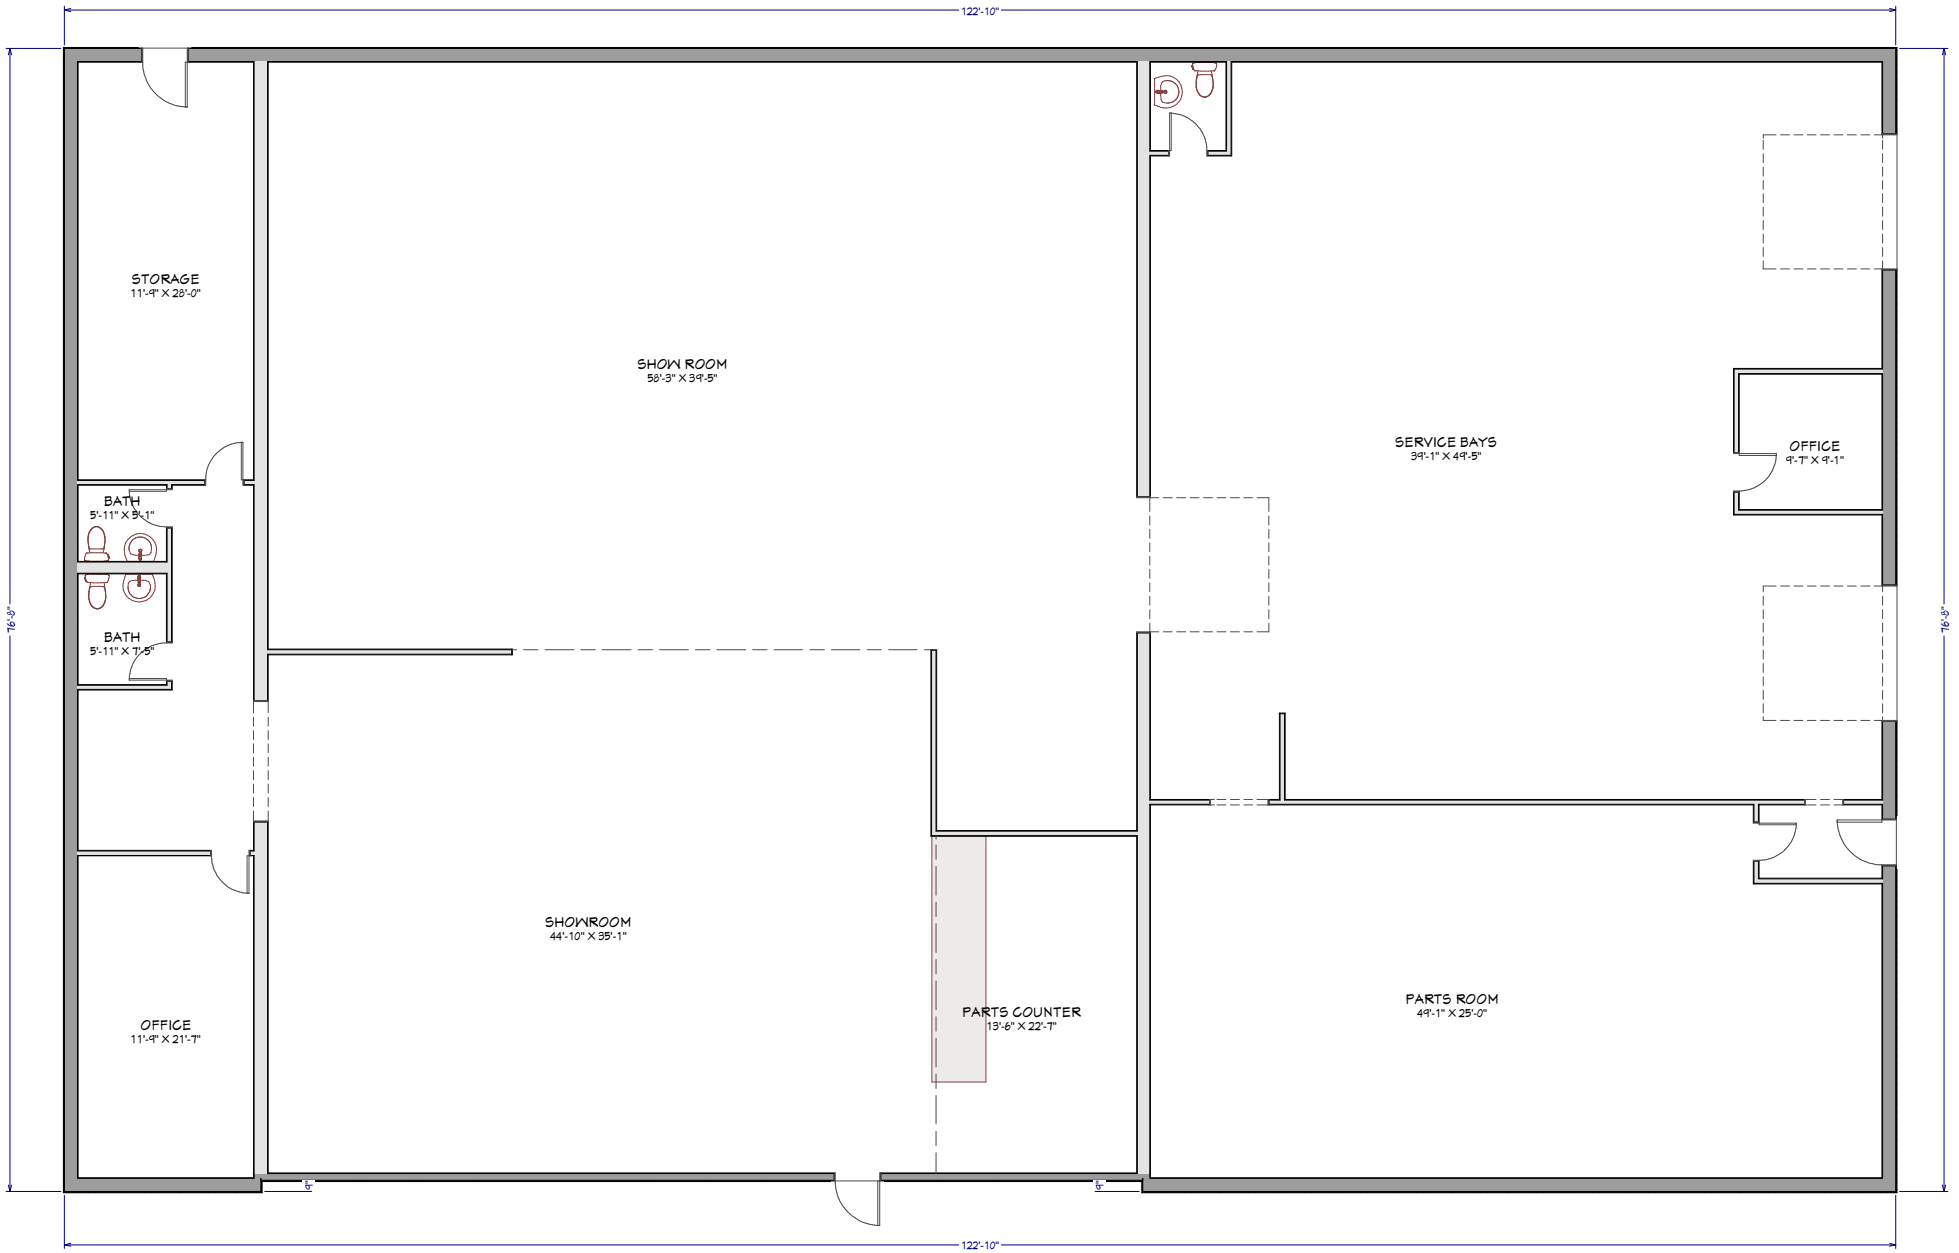 122'-10"
STORAGE
11'-9" X 28'-0"
SHOW ROOM
58'-3" X 39'-5"
SERVICE BAYS
39'-1" X 49'-5"
OFFICE
9'-7" X 9'-1"
BATH
5'-11" X 5'-1"
76'-8"
76'-8"
BATH
5'-11" X 7'-5"
SHOWROOM
44'-10" X 35'-1"
PARTS COUNTER
13'-6" X 22'-7"
PARTS ROOM
49'-1" X 25'-0"
OFFICE
11'-9" X 21'-7"
9"
9"
122'-10"